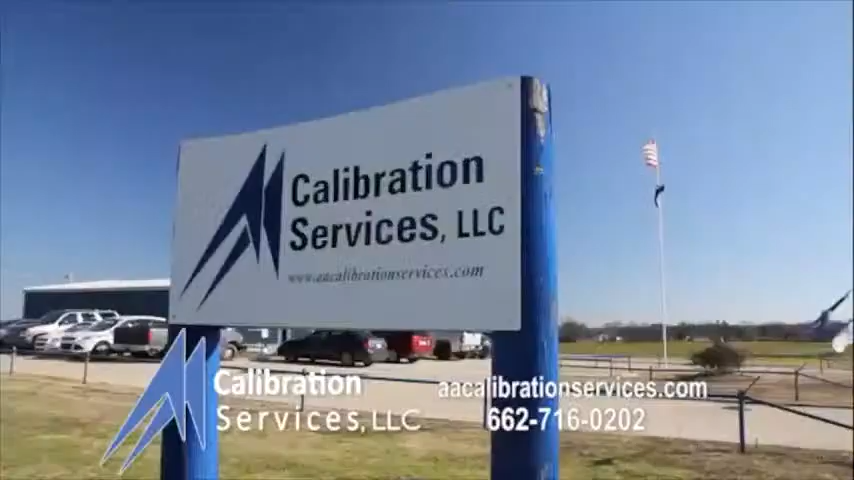 Calibration
Services, LLC
www.aacalibrationservices.com
Calibration
Services, LLC
aacalibrationservices.com
662-716-0202